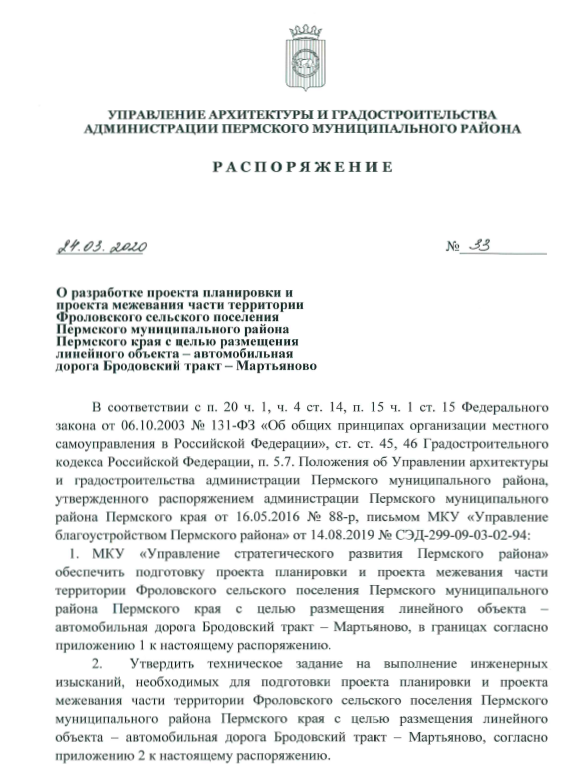 УПРАВЛЕНИЕ АРХИТЕКТУРЫ И ГРАДОСТРОИТЕЛЬСТВА
АДМИНИСТРАЦИИ ПЕРМСКОГО МУНИЦИПАЛЬНОГО РАЙОНА
РАСПОРЯЖЕНИЕ
24.03.2020 № 33
О разработке проекта планировки и
проекта межевания части территории
Фроловского сельского поселения
Пермского муниципального района
Пермского края с целью размещения
линейного объекта – автомобильная
дорога Бродовский тракт – Мартьяново
В соответствии с п. 20 ч. 1, ч. 4 ст. 14, п. 15 ч. 1 ст. 15 Федерального
закона от 06.10.2003 № 131-ФЗ «Об общих принципах организации местного
самоуправления в Российской Федерации», ст. ст. 45, 46 Градостроительного
кодекса Российской Федерации, п. 5.7. Положения об Управлении архитектуры
и градостроительства администрации Пермского муниципального района,
утвержденного распоряжением администрации Пермского муниципального
района Пермского края от 16.05.2016 № 88-р, письмом МКУ «Управление
благоустройством Пермского района» от 14.08.2019 № СЭД-299-09-03-02-94:
1. МКУ «Управление стратегического развития Пермского района»
обеспечить подготовку проекта планировки и проекта межевания части
территории Фроловского сельского поселения Пермского муниципального
района Пермского края с целью размещения линейного объекта –
автомобильная дорога Бродовский тракт – Мартьяново, в границах согласно
приложению 1 к настоящему распоряжению.
2. Утвердить техническое задание на выполнение инженерных
изысканий, необходимых для подготовки проекта планировки и проекта
межевания части территории Фроловского сельского поселения Пермского
муниципального района Пермского края с целью размещения линейного
объекта – автомобильная дорога Бродовский тракт – Мартьяново, согласно
приложению 2 к настоящему распоряжению.